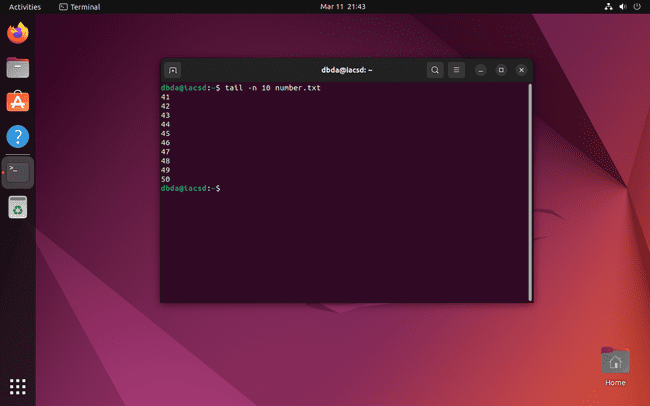 Activities
Terminal
Mar 11 21:43
dbda@iacsd: ~
dbda@iacsd:~$ tail -n 10 number.txt
41
42
43
44
45
46
47
48
49
50
dbda@iacsd:~$
Home